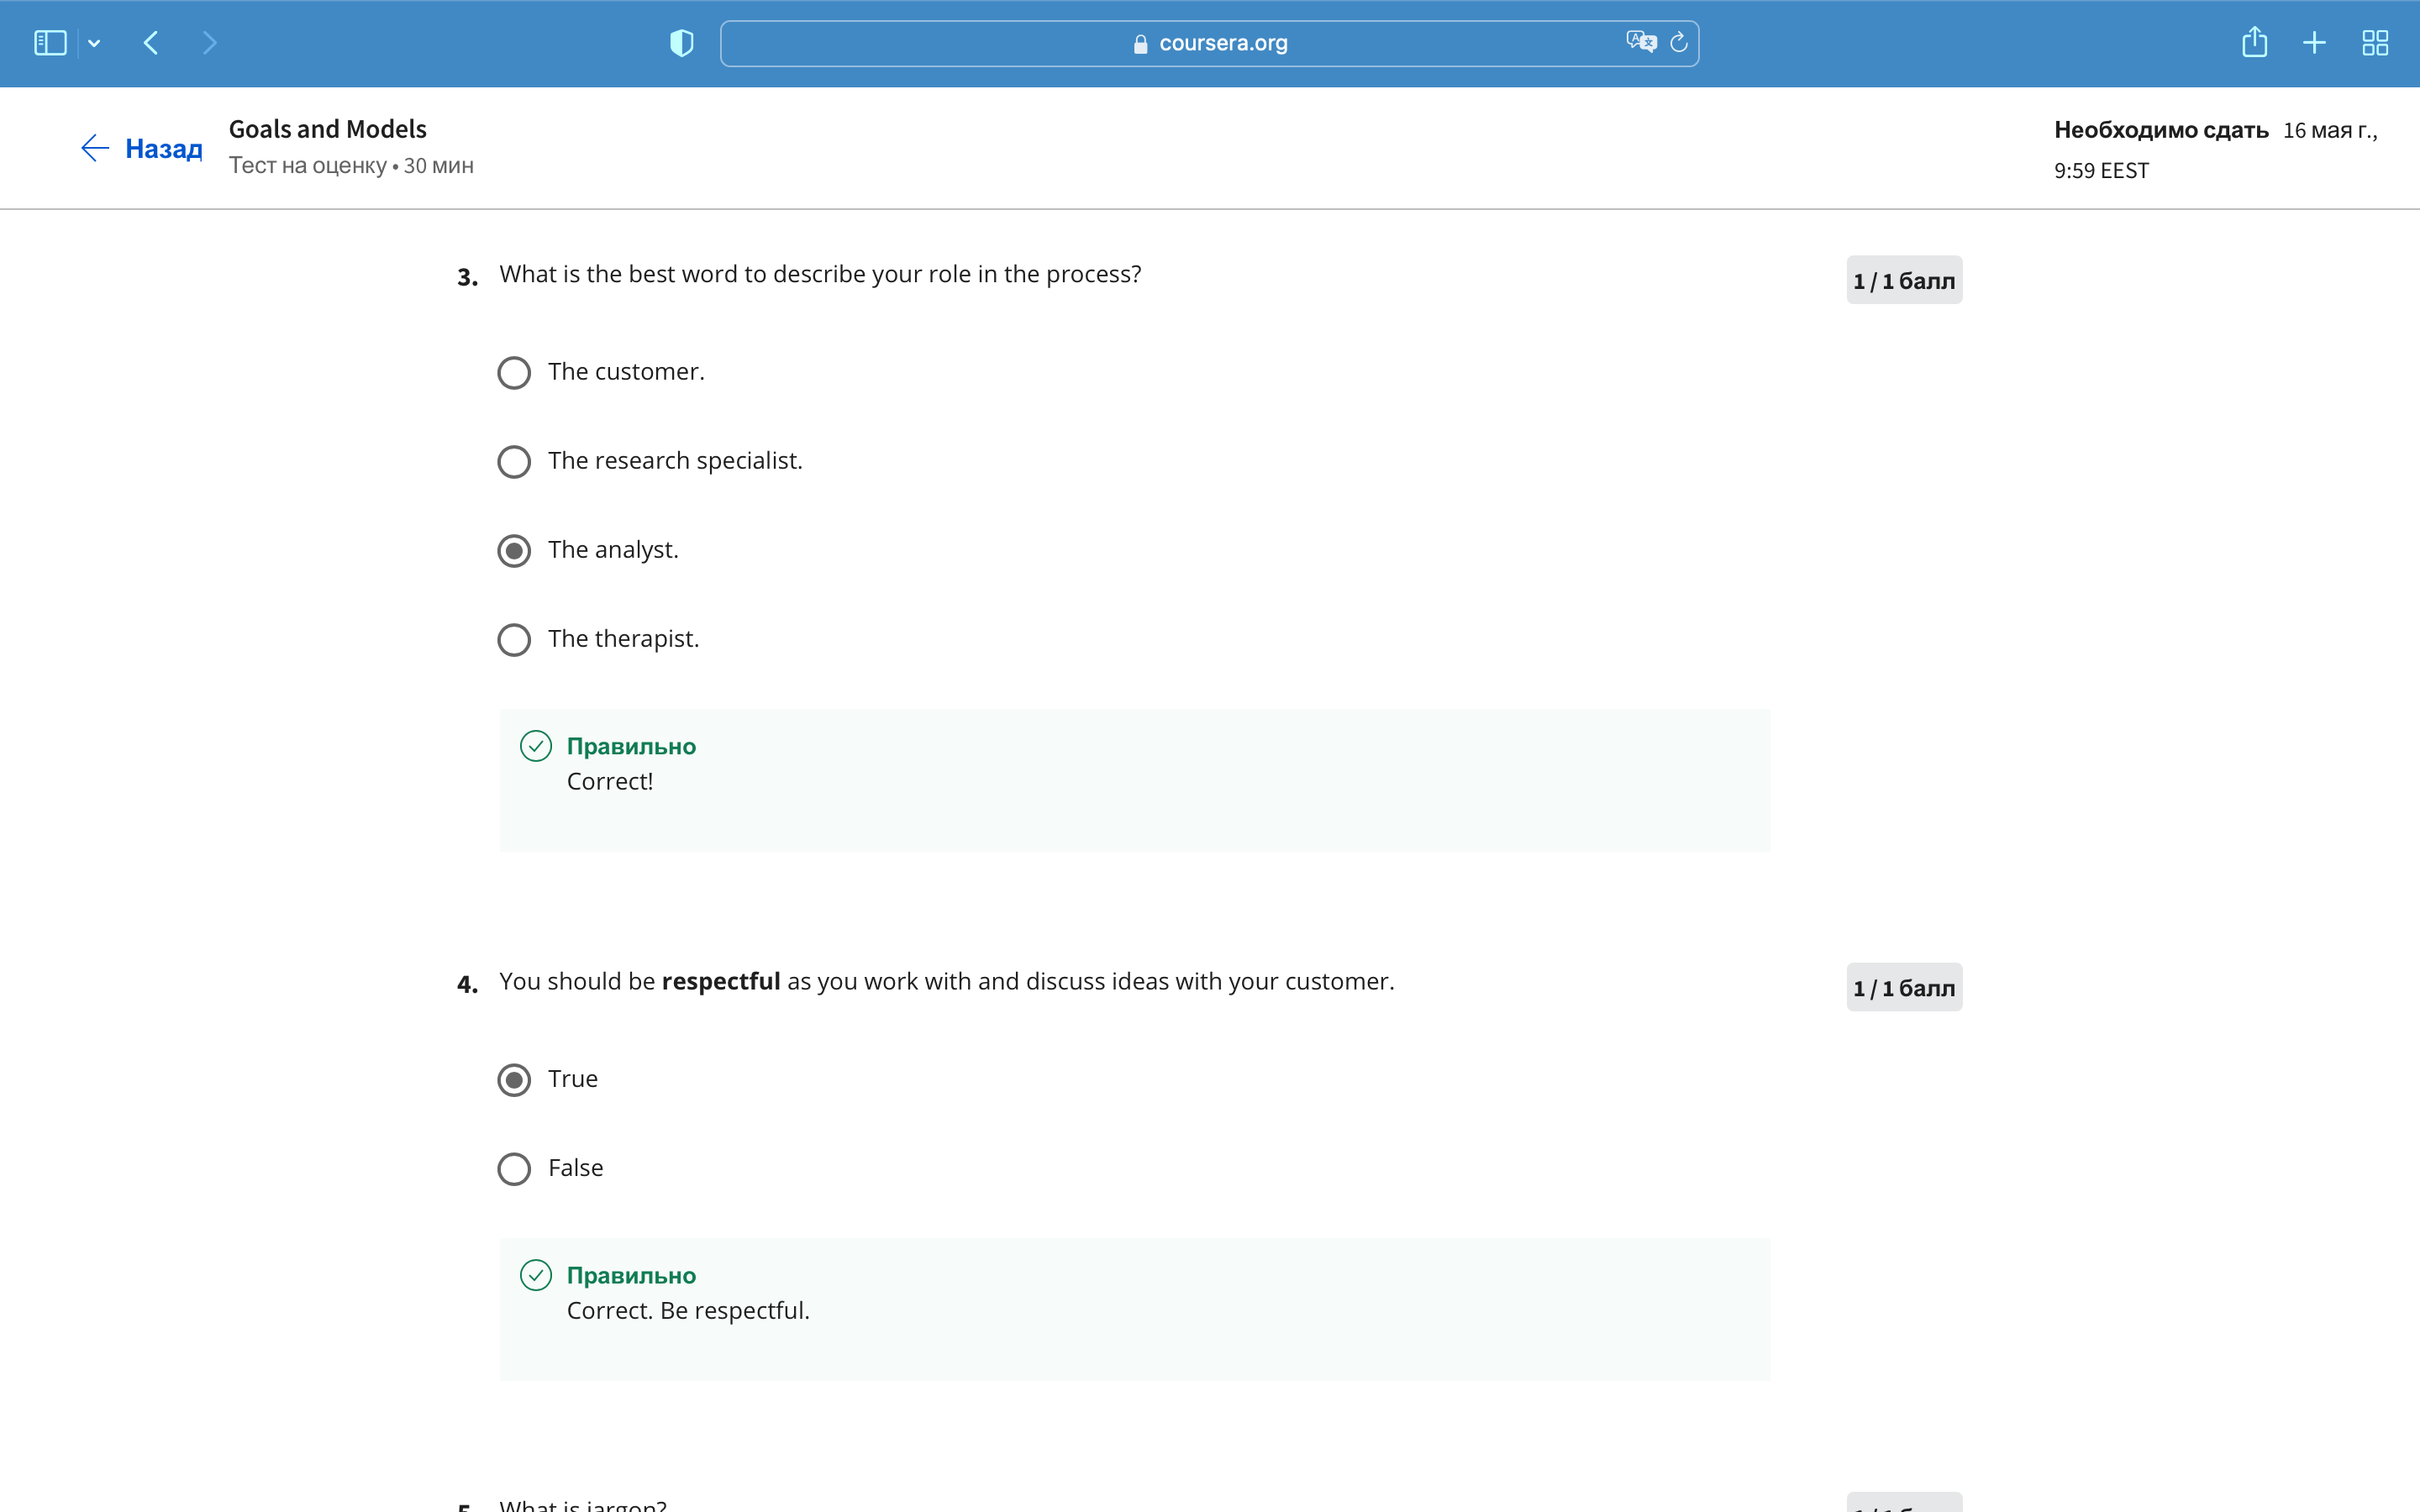 coursera.org
Назад
Goals and Models
Тест на оценку • 30 мин
Необходимо сдать 16 мая г.,
9:59 EEST
3. What is the best word to describe your role in the process?
1 / 1 балл
The customer.
The research specialist.
The analyst.
The therapist.
Правильно
Correct!
4. You should be respectful as you work with and discuss ideas with your customer.
1 / 1 балл
True
False
Правильно
Correct. Be respectful.
5. What is jargon?